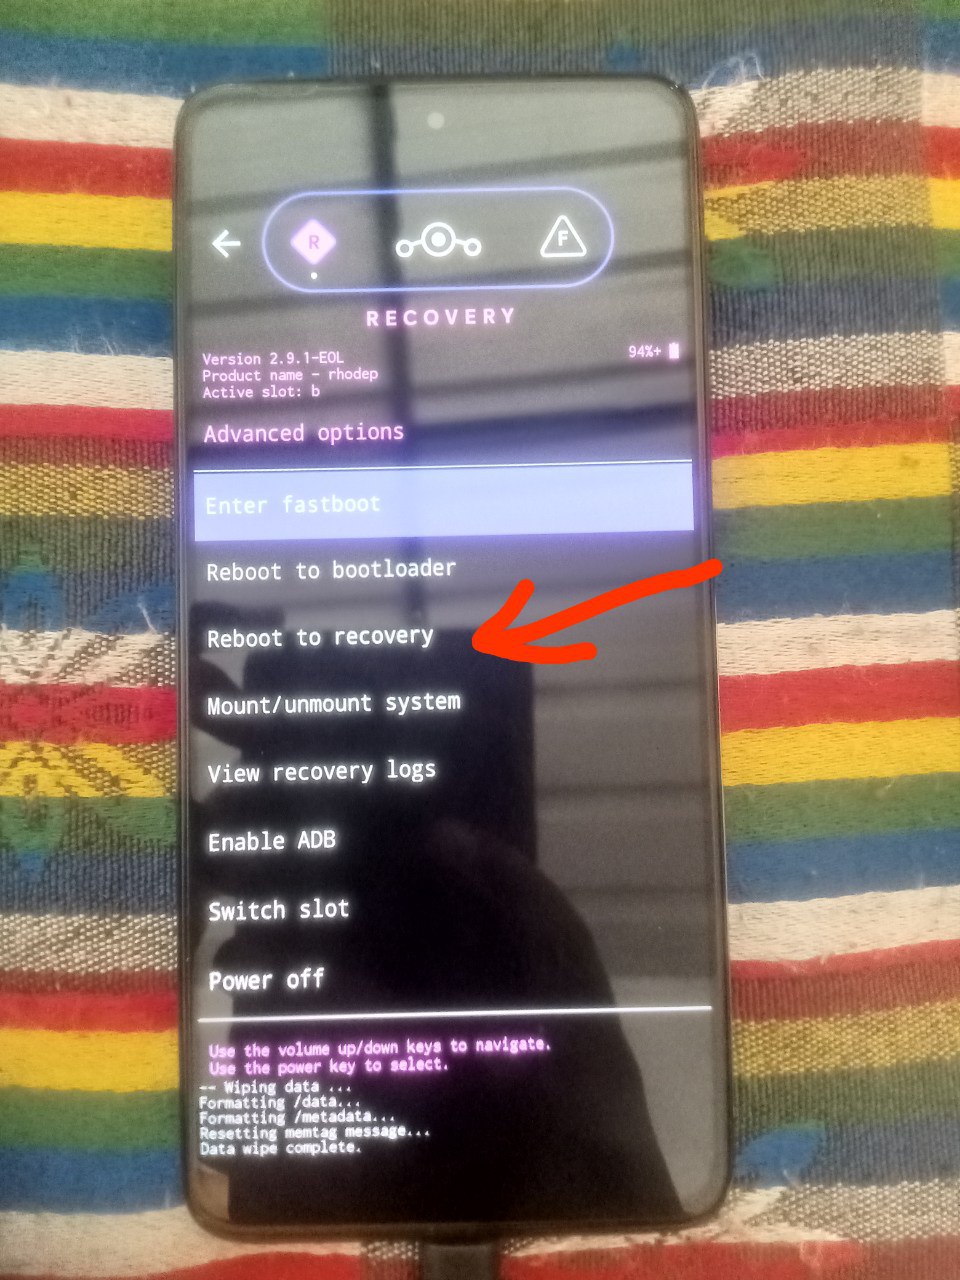 R
F
RECOVERY
Version 2.9.1-EOL
Product name - rhodep
Active slot: b
94%+
Advanced options
Enter fastboot
Reboot to bootloader
Reboot to recovery
Mount/unmount system
View recovery logs
Enable ADB
Switch slot
Power off
Use the volume up/down keys to navigate.
Use the power key to select.
-- Wiping data ...
Formatting /data...
Formatting /metadata...
Resetting memtag message...
Data wipe complete.